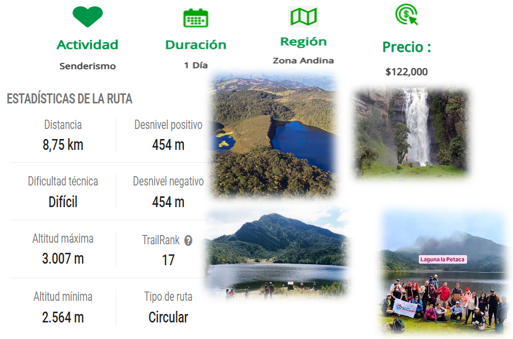 Actividad
Senderismo
Duración
1 Día
Región
Zona Andina
Precio :
$122,000
ESTADÍSTICAS DE LA RUTA
Distancia
8,75 km
Desnivel positivo
454 m
Dificultad técnica
Difícil
Desnivel negativo
454 m
Altitud máxima
3.007 m
TrailRank ?
17
Altitud mínima
2.564 m
Tipo de ruta
Circular
Laguna la Petaca